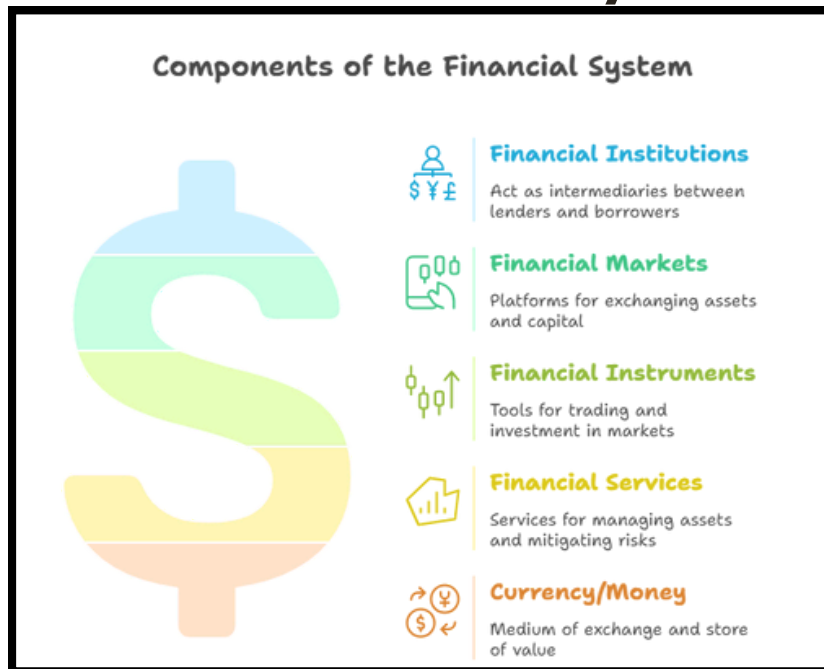 Components of the Financial System
$ ¥ £
Financial Institutions
Act as intermediaries between
lenders and borrowers
Financial Markets
Platforms for exchanging assets
and capital
Financial Instruments
Tools for trading and
investment in markets
Financial Services
Services for managing assets
and mitigating risks
¥
$
Currency/Money
Medium of exchange and store
of value